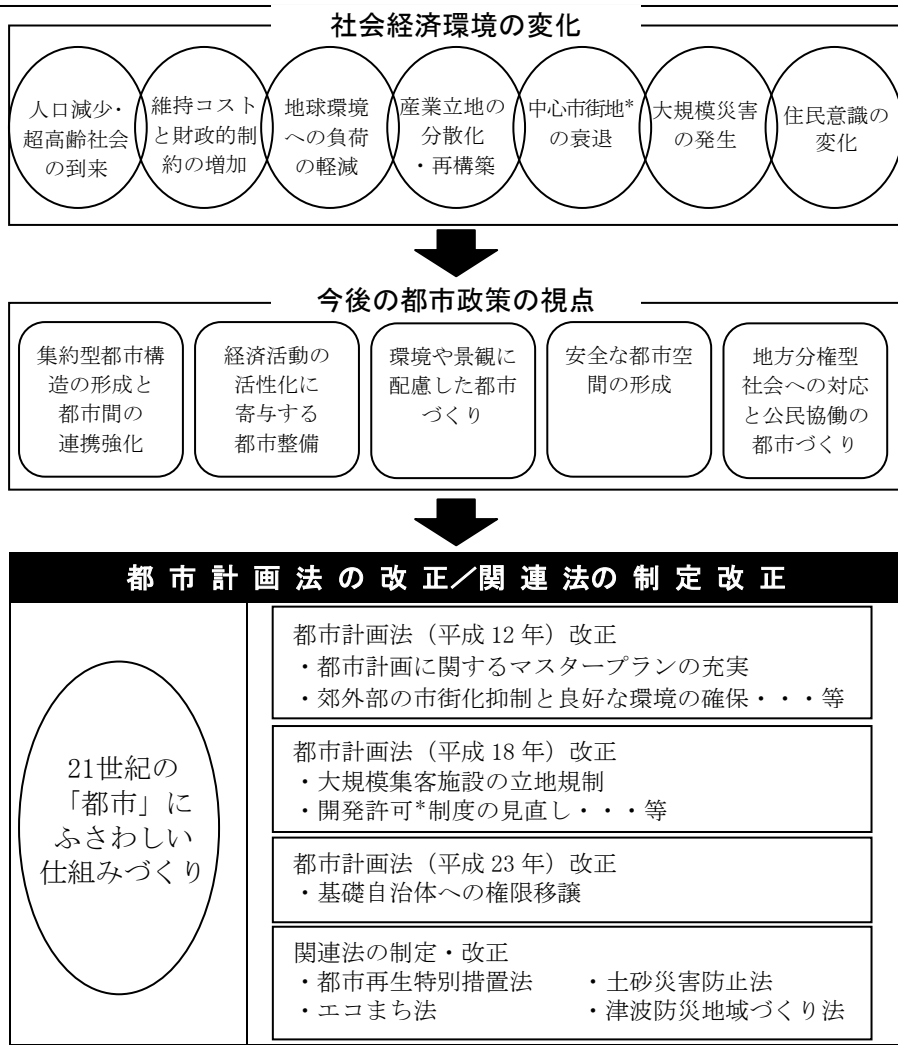 社会経済環境の変化
人口減少・
超高齢社会
の到来
維持コスト
と財政的制
約の増加
地球環境
への負荷
の軽減
産業立地の
分散化
・再構築
中心市街地*
の衰退
大規模災害
の発生
住民意識の
変化
今後の都市政策の視点
集約型都市構
造の形成と
都市間の
連携強化
経済活動の
活性化に
寄与する
都市整備
環境や景観に
配慮した都市
づくり
安全な都市空
間の形成
地方分権型
社会への対応
と公民協働の
都市づくり
都市計画法の改正／関連法の制定改正
21世紀の
「都市」に
ふさわしい
仕組みづくり
都市計画法（平成 12 年）改正
・都市計画に関するマスタープランの充実
・郊外部の市街化抑制と良好な環境の確保・・・等
都市計画法（平成 18 年）改正
・大規模集客施設の立地規制
・開発許可*制度の見直し・・・等
都市計画法（平成 23 年）改正
・基礎自治体への権限移譲
関連法の制定・改正
・都市再生特別措置法 ・土砂災害防止法
・エコまち法 ・津波防災地域づくり法